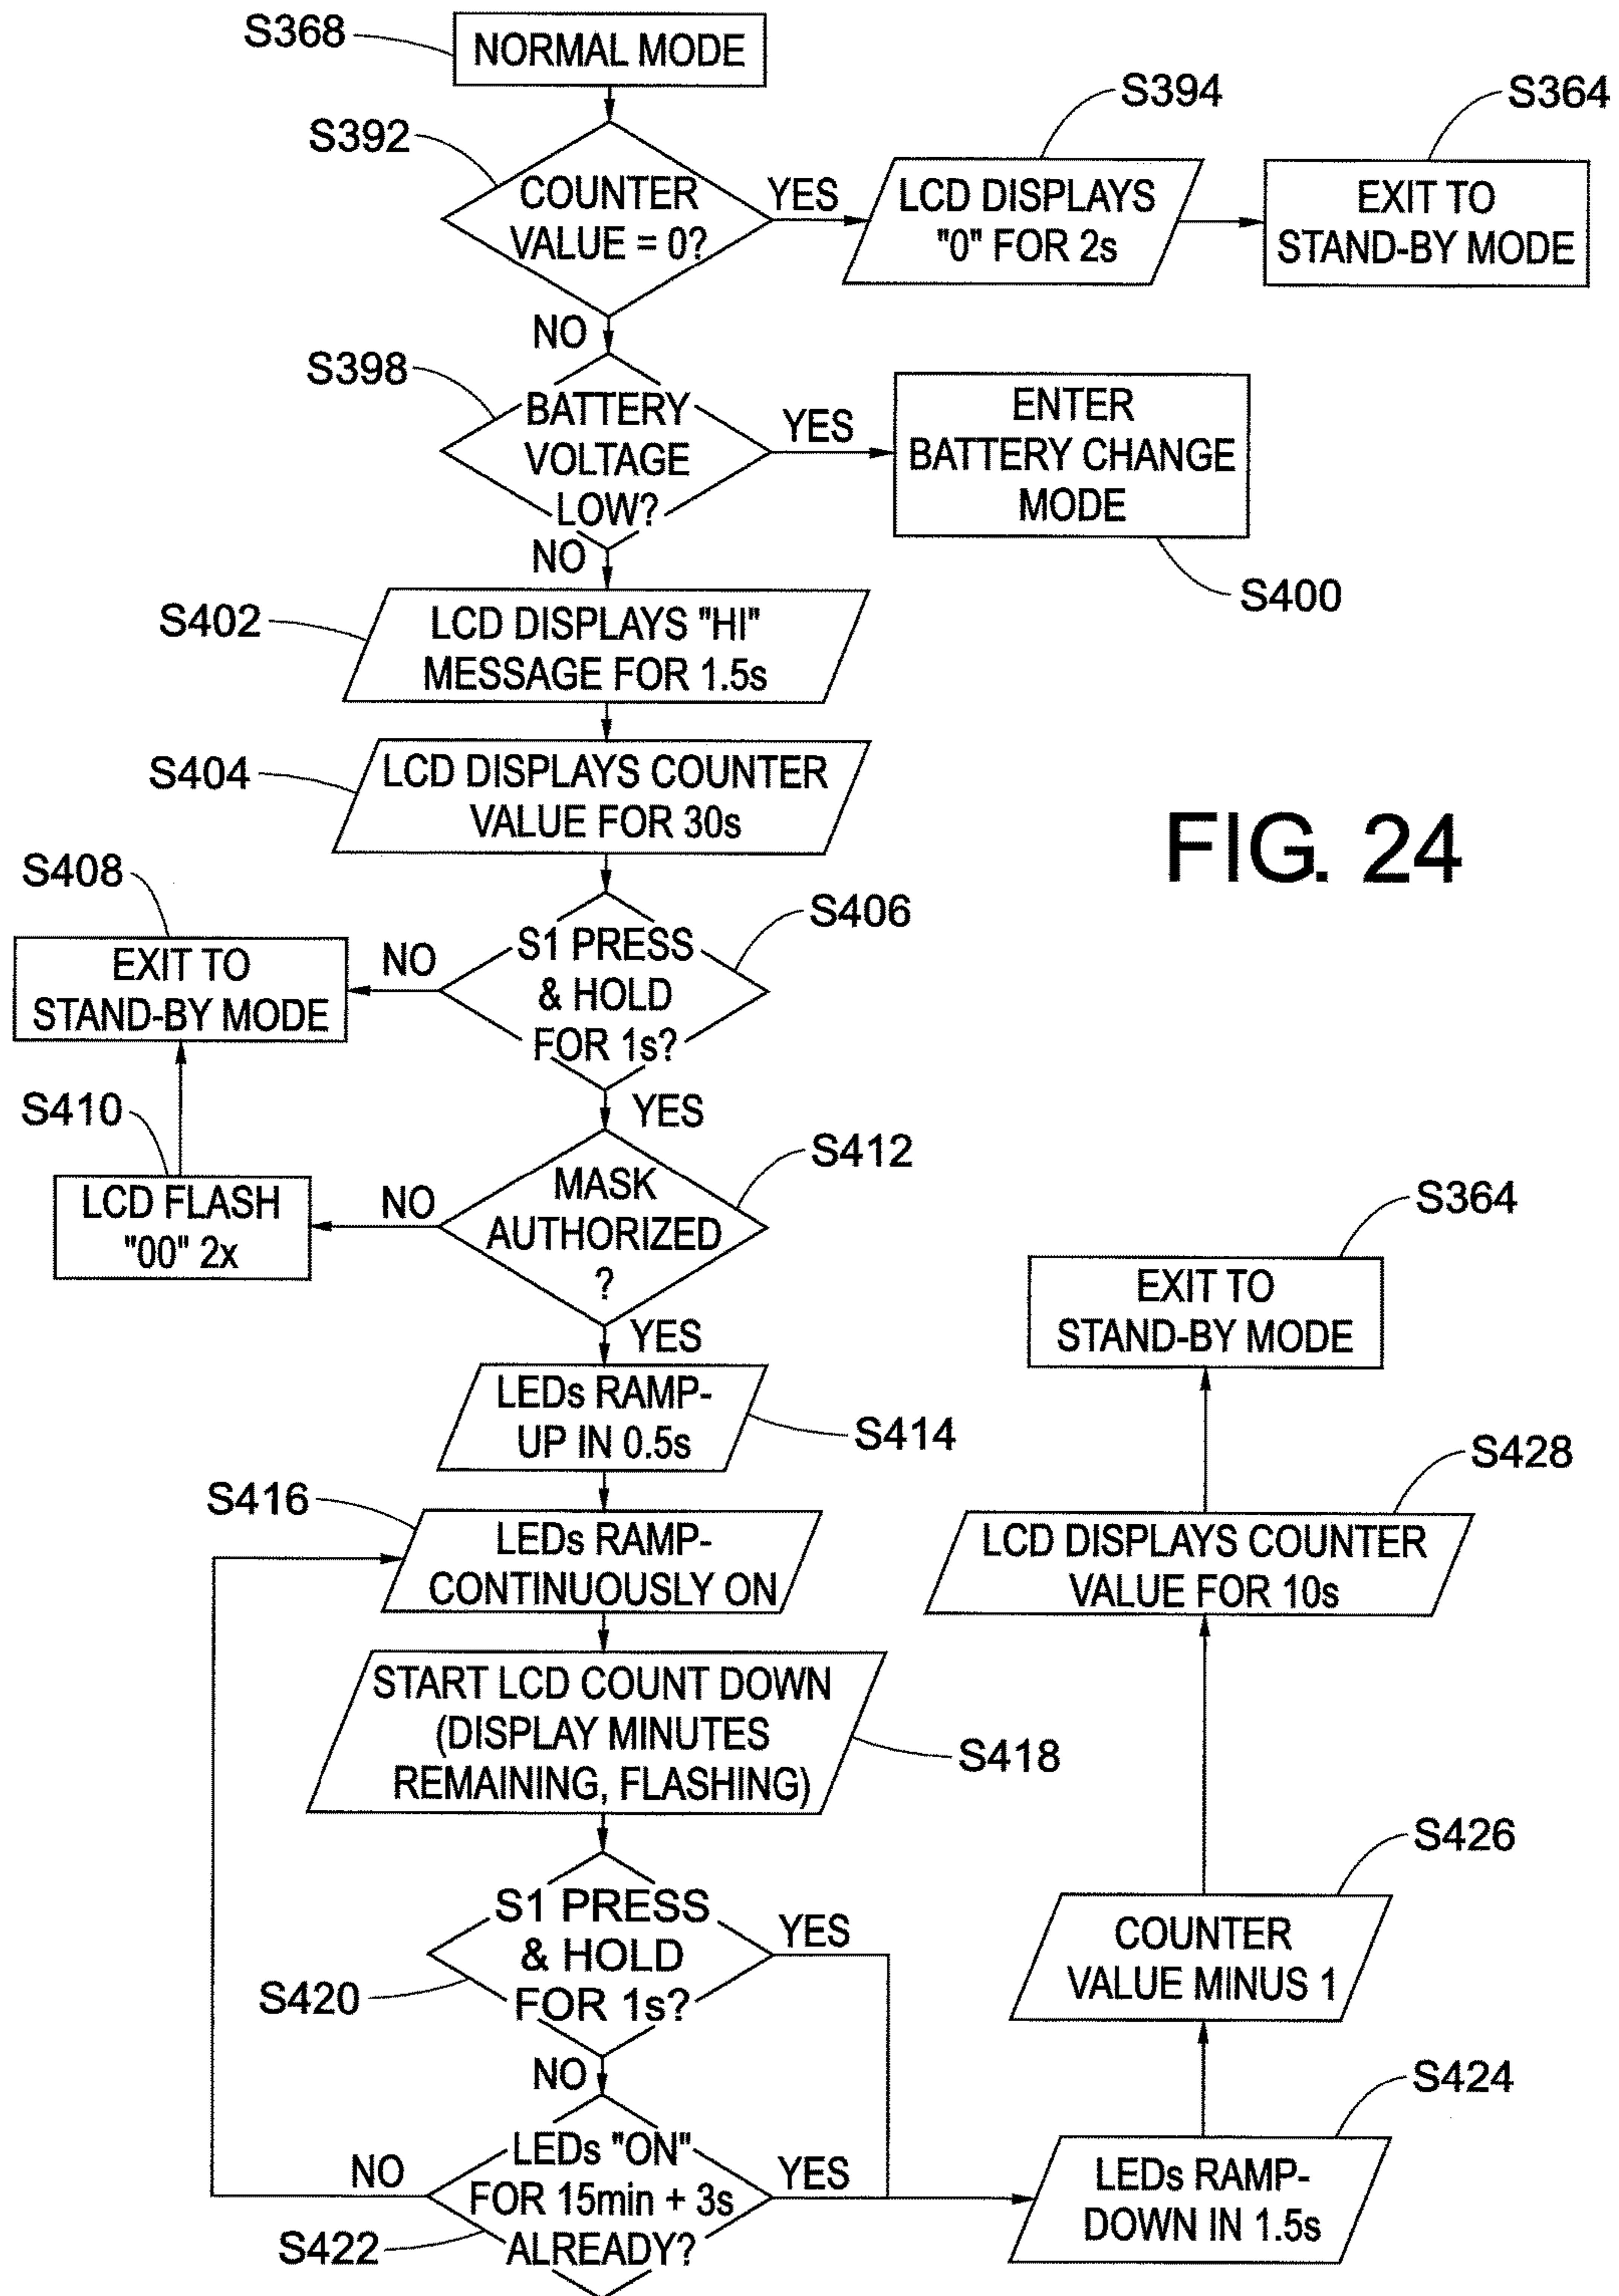 S368
NORMAL MODE
S392
COUNTER
VALUE = 0?
YES
S394
LCD DISPLAYS
"0" FOR 2s
S364
EXIT TO
STAND-BY MODE
NO
S398
BATTERY
VOLTAGE
LOW?
YES
ENTER
BATTERY CHANGE
MODE
S400
NO
S402
LCD DISPLAYS "HI"
MESSAGE FOR 1.5s
S404
LCD DISPLAYS COUNTER
VALUE FOR 30s
FIG. 24
S406
S1 PRESS
& HOLD
FOR 1s?
NO
S408
EXIT TO
STAND-BY MODE
YES
S410
LCD FLASH
"00" 2x
NO
S412
MASK
AUTHORIZED
?
YES
LEDs RAMP-
UP IN 0.5s
S414
S416
LEDs RAMP-
CONTINUOUSLY ON
START LCD COUNT DOWN
(DISPLAY MINUTES
REMAINING, FLASHING)
S418
S1 PRESS
& HOLD
FOR 1s?
S420
YES
NO
LEDs "ON"
FOR 15min + 3s
ALREADY?
S422
NO
YES
S424
LEDs RAMP-
DOWN IN 1.5s
S426
COUNTER
VALUE MINUS 1
S428
LCD DISPLAYS COUNTER
VALUE FOR 10s
S364
EXIT TO
STAND-BY MODE